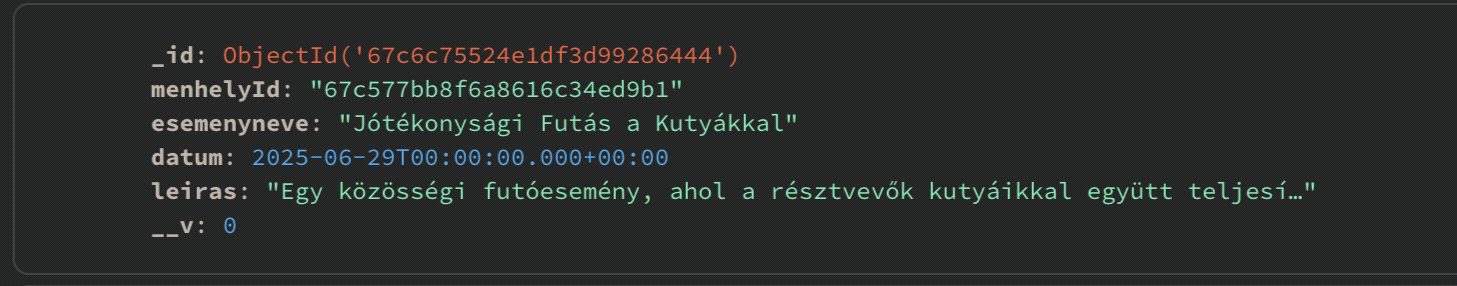 _id: ObjectId('67c6c75524e1df3d99286444')
menhelyId: "67c577bb8f6a8616c34ed9b1"
esemenyneve: "Jótékonysági Futás a Kutyákkal"
datum: 2025-06-29T00:00:00.000+00:00
leiras: "Egy közösségi futóesemény, ahol a résztvevők kutyáikkal együtt teljesí…"
__v: 0